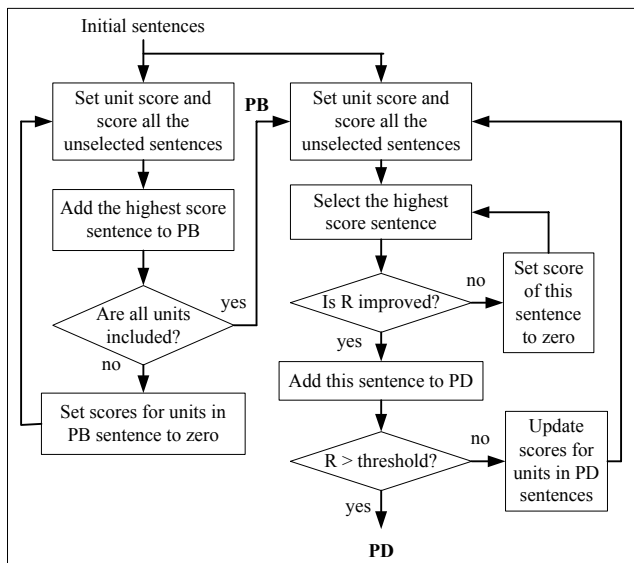 Initial sentences
Set unit score and
score all the
unselected sentences
Add the highest score
sentence to PB
Are all units
included?
yes
no
Set scores for units in
PB sentence to zero
PB
Set unit score and
score all the
unselected sentences
Select the highest
score sentence
Is R improved?
no
Set score
of this
sentence
to zero
yes
Add this sentence to PD
R > threshold?
no
Update
scores for
units in PD
sentences
yes
PD